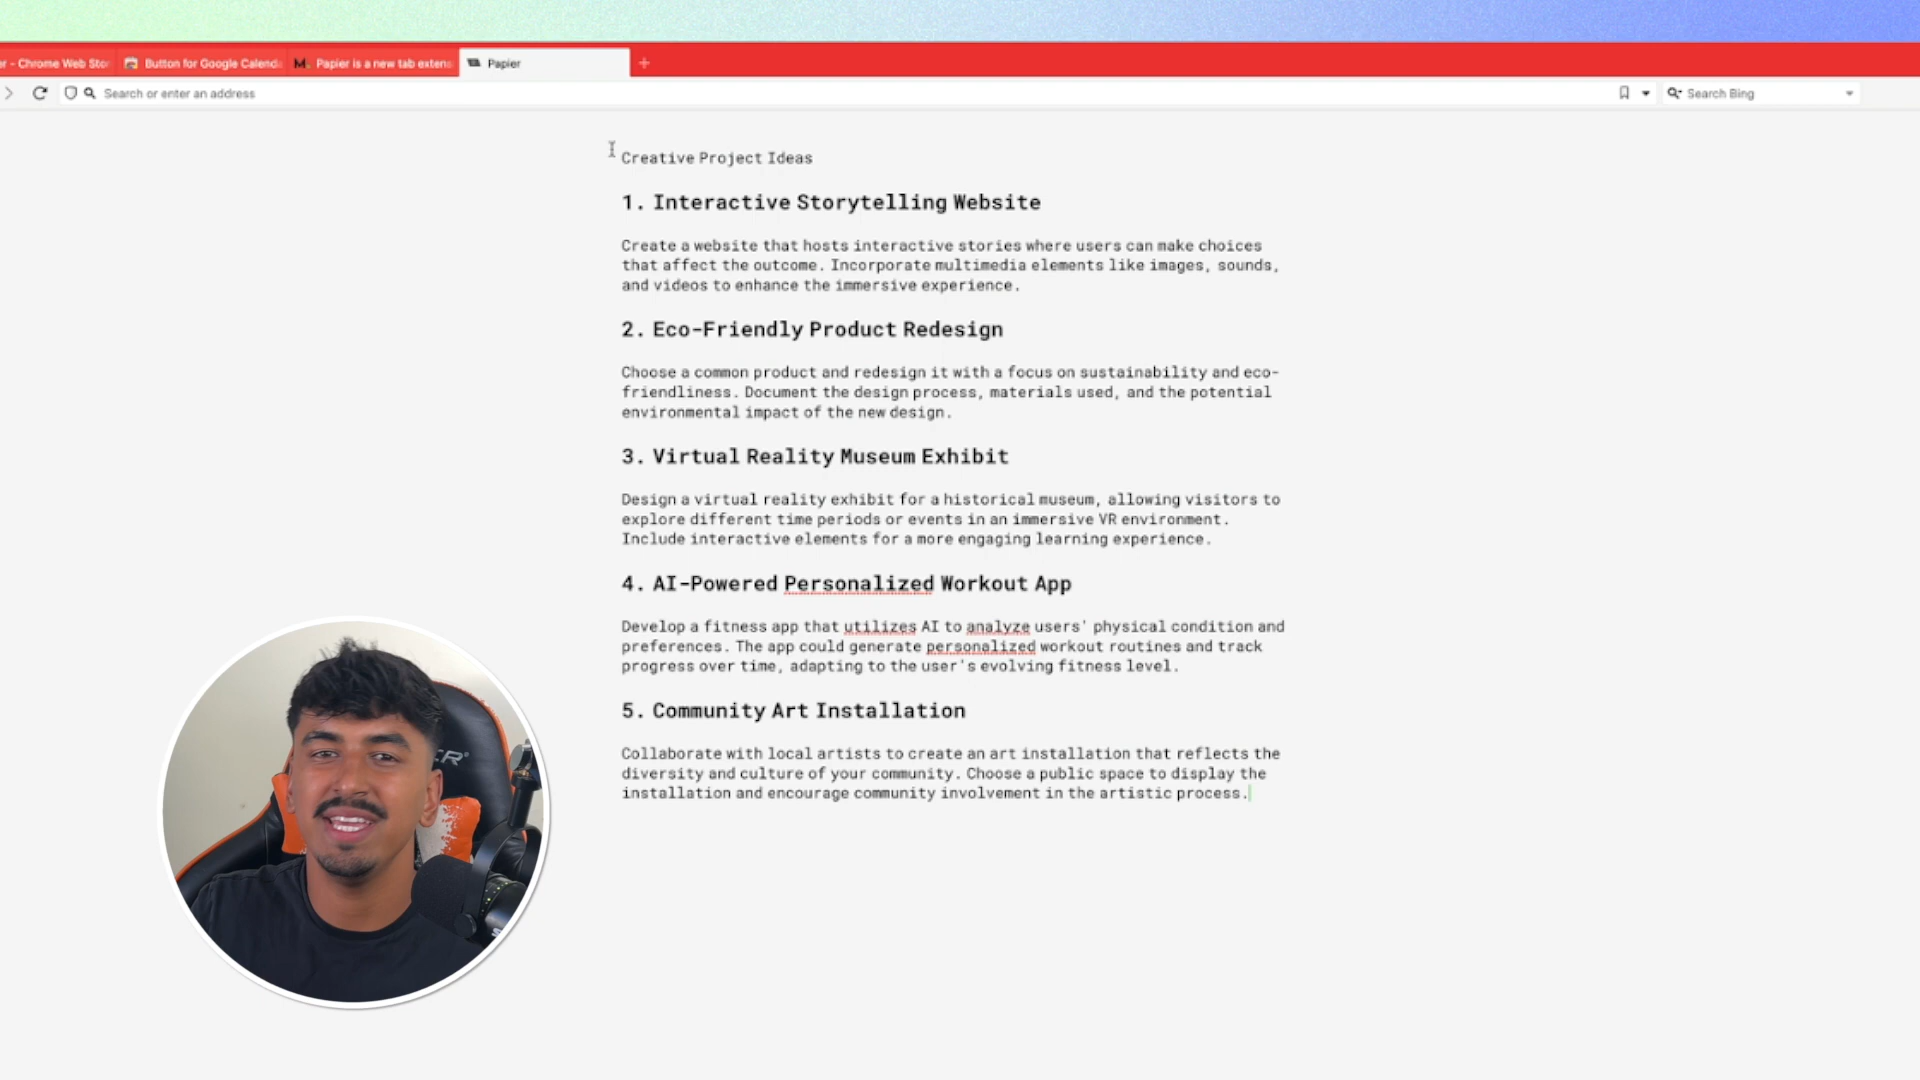 er - Chrome Web Stor
Button for Google Calenda
M. Papier is a new tab extens
Papier
Search or enter an address
Search Bing
Creative Project Ideas
1. Interactive Storytelling Website
Create a website that hosts interactive stories where users can make choices
that affect the outcome. Incorporate multimedia elements like images, sounds,
and videos to enhance the immersive experience.
2. Eco-Friendly Product Redesign
Choose a common product and redesign it with a focus on sustainability and eco-
friendliness. Document the design process, materials used, and the potential
environmental impact of the new design.
3. Virtual Reality Museum Exhibit
Design a virtual reality exhibit for a historical museum, allowing visitors to
explore different time periods or events in an immersive VR environment.
Include interactive elements for a more engaging learning experience.
4. AI-Powered Personalized Workout App
Develop a fitness app that utilizes AI to analyze users' physical condition and
preferences. The app could generate personalized workout routines and track
progress over time, adapting to the user's evolving fitness level.
5. Community Art Installation
Collaborate with local artists to create an art installation that reflects the
diversity and culture of your community. Choose a public space to display the
installation and encourage community involvement in the artistic process.